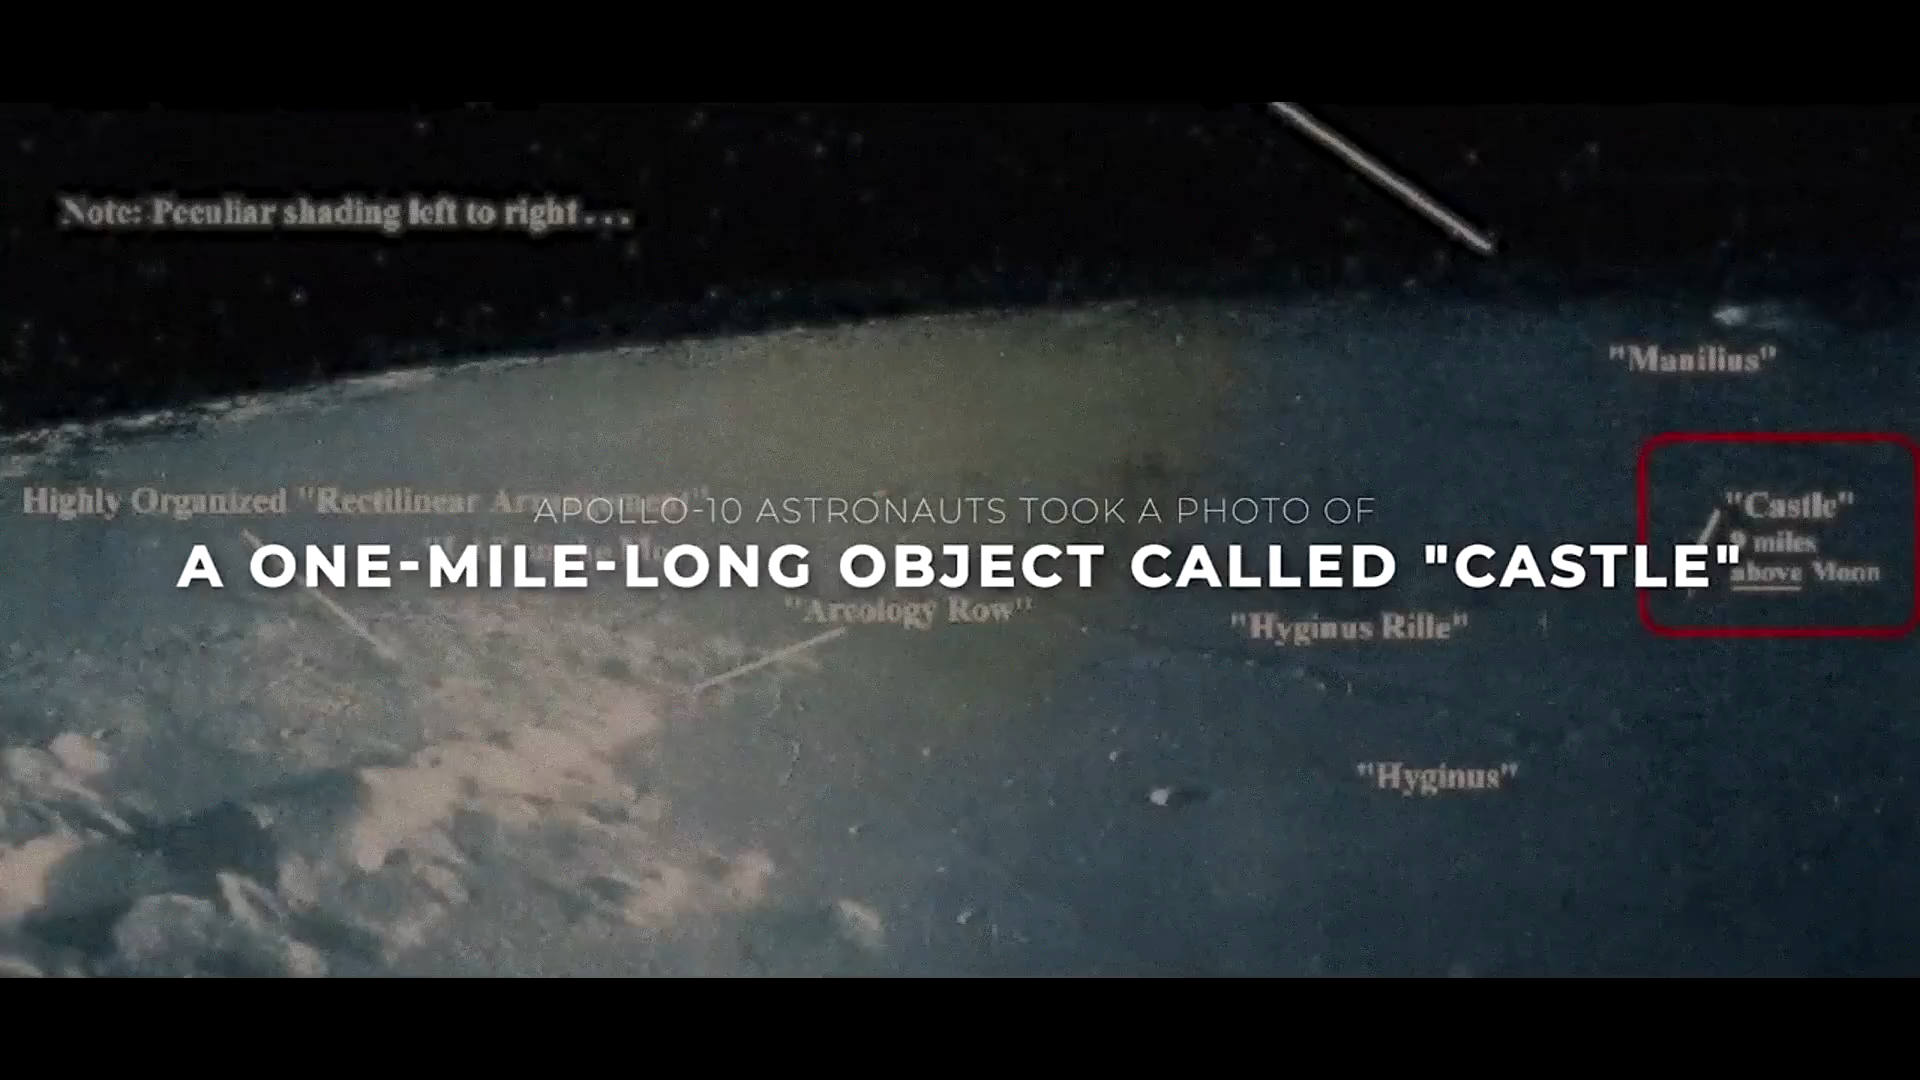 Note: Peculiar shading left to right . . .
"Manilius"
Highly Organized "Rectilinear
"Castle"
APOLLO-10 ASTRONAUTS TOOK A PHOTO OF
9 miles
A ONE-MILE-LONG OBJECT CALLED "CASTLE"
above Moon
"Arcology Row"
"Hyginus Rille"
"Hyginus"